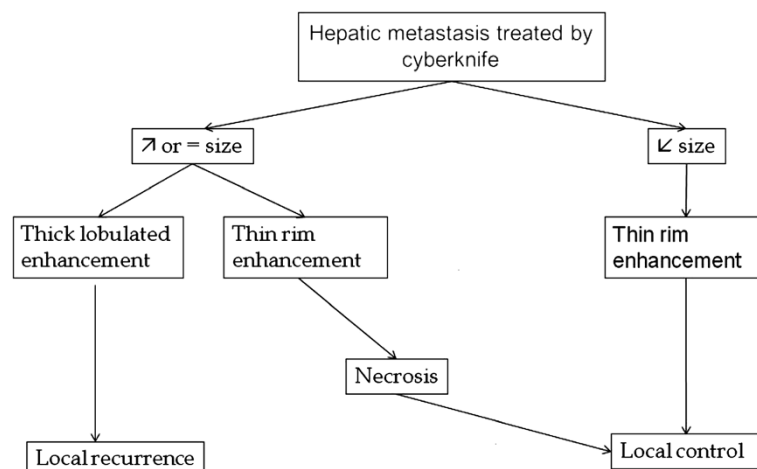 Hepatic metastasis treated by
cyberknife
↗ or = size
↙ size
Thick lobulated
enhancement
Thin rim
enhancement
Thin rim
enhancement
Necrosis
Local recurrence
Local control